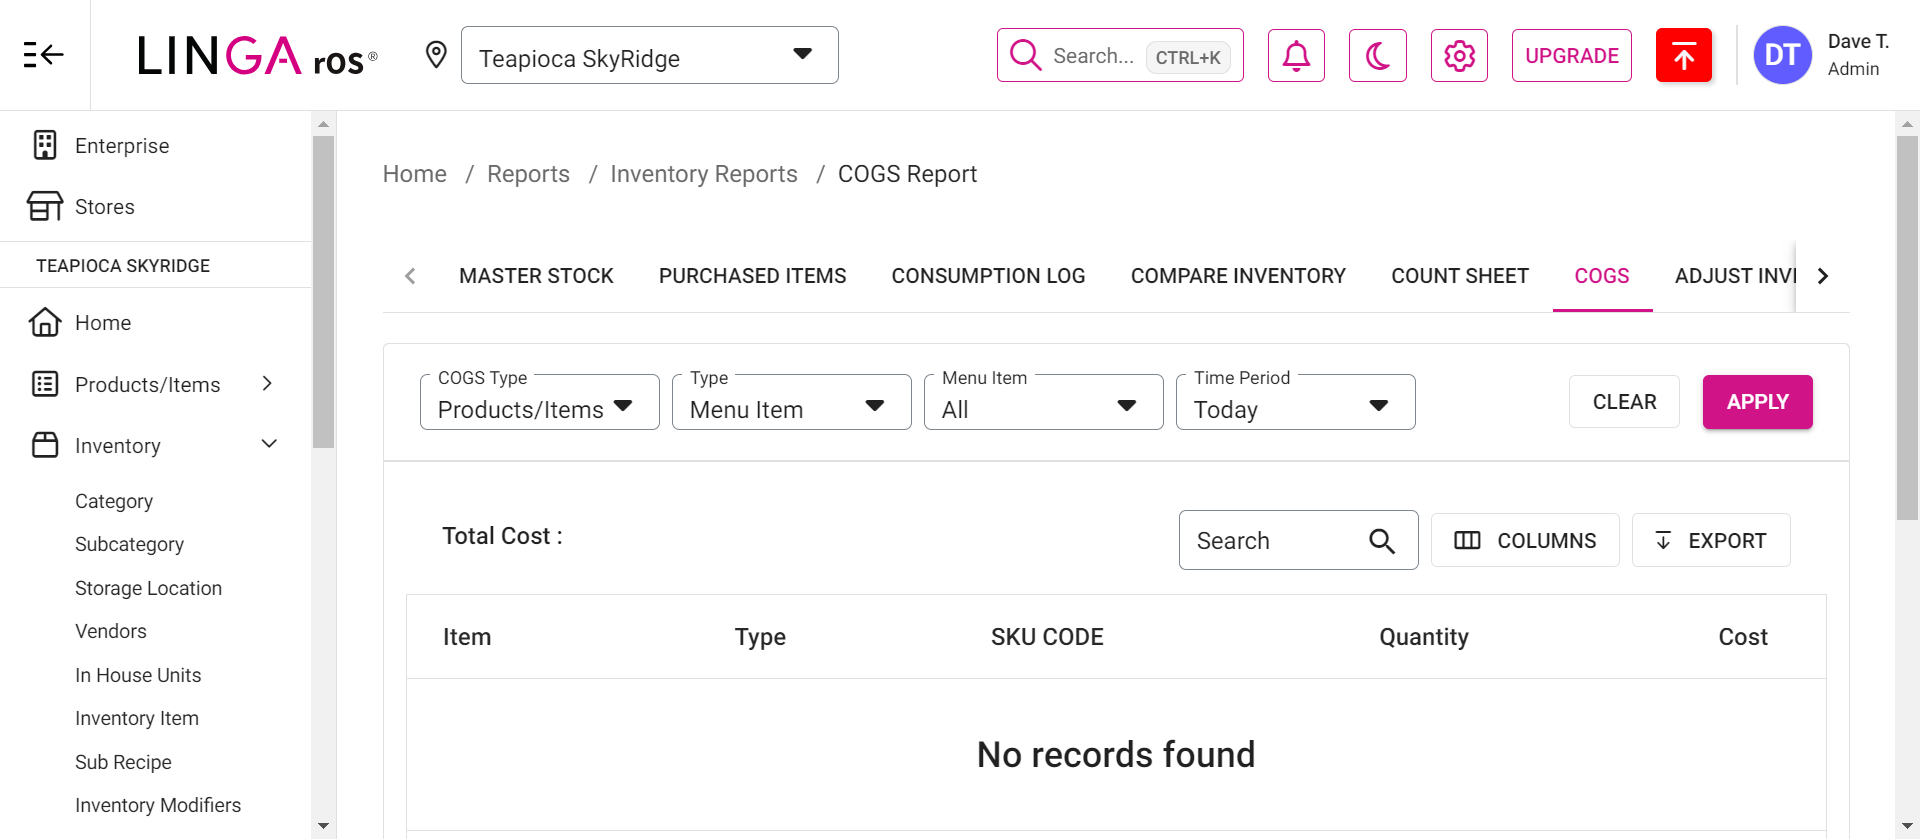 LINGA ros®
Teapioca SkyRidge
Search... CTRL+K
UPGRADE
DT
Dave T.
Admin
Enterprise
Stores
TEAPIOCA SKYRIDGE
Home
Products/Items
Inventory
Category
Subcategory
Storage Location
Vendors
In House Units
Inventory Item
Sub Recipe
Inventory Modifiers
Home / Reports / Inventory Reports / COGS Report
MASTER STOCK PURCHASED ITEMS CONSUMPTION LOG COMPARE INVENTORY COUNT SHEET COGS ADJUST INVE
COGS Type Type Menu Item Time Period
Products/Items Menu Item All Today
CLEAR APPLY
Total Cost :
Search COLUMNS EXPORT
Item Type SKU CODE Quantity Cost
No records found